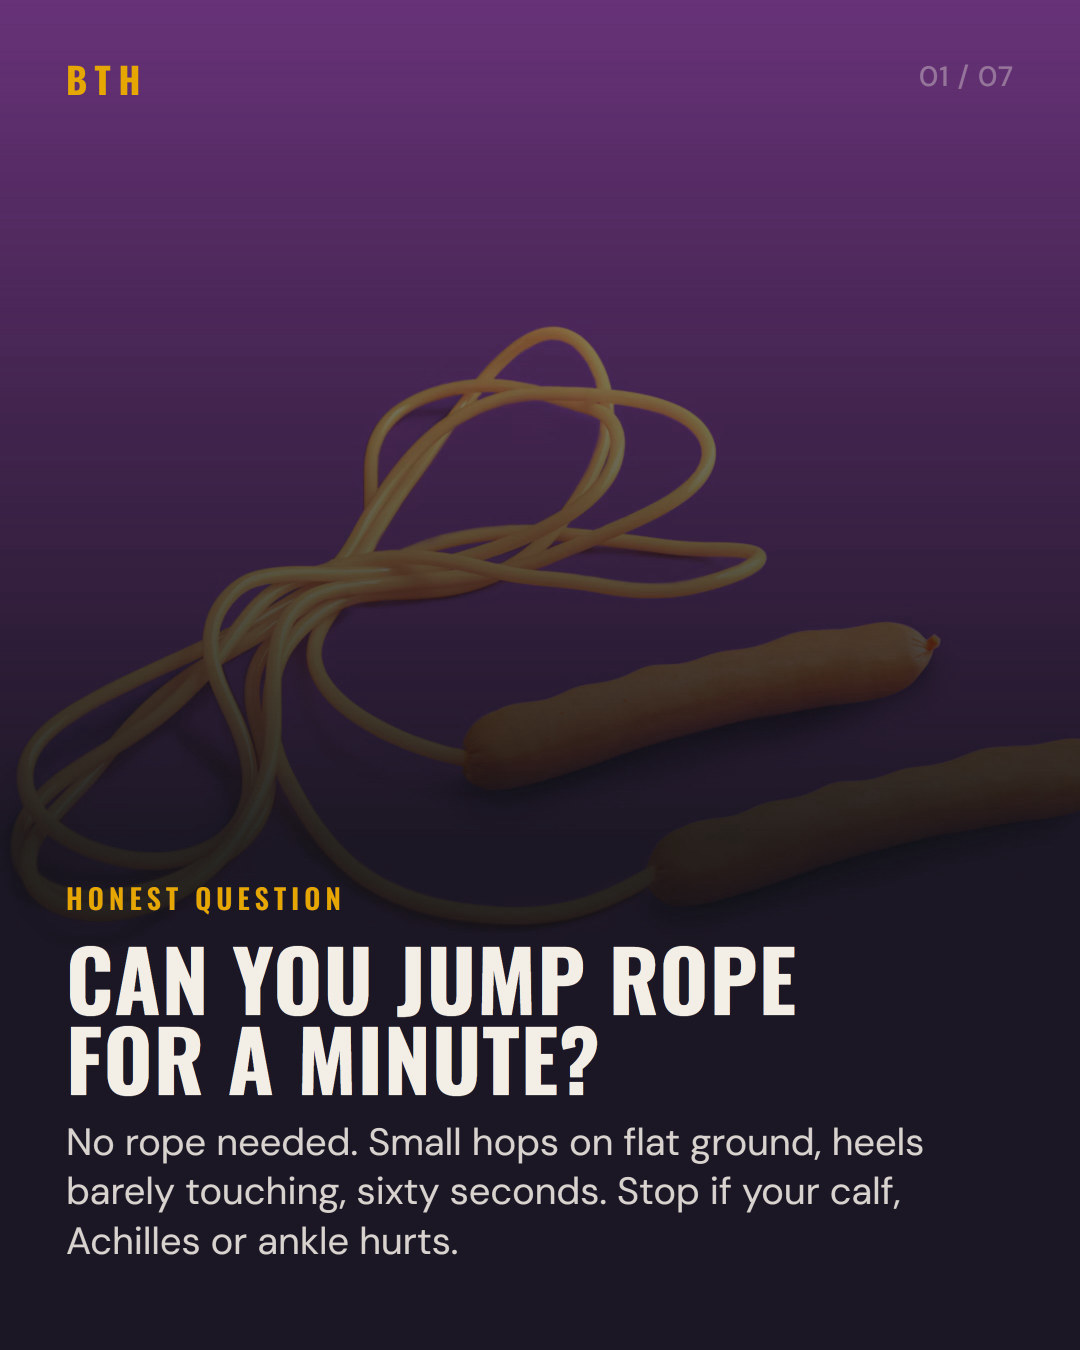 BTH
01 / 07
HONEST QUESTION
CAN YOU JUMP ROPE
FOR A MINUTE?
No rope needed. Small hops on flat ground, heels
barely touching, sixty seconds. Stop if your calf,
Achilles or ankle hurts.